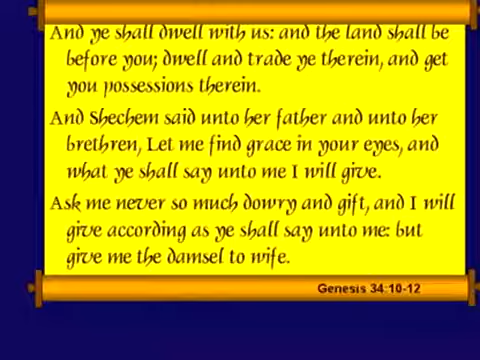 And ye shall dwell with us: and the land shall be
before you; dwell and trade ye therein, and get
you possessions therein.
And Shechem said unto her father and unto her
brethren, Let me find grace in your eyes, and
what ye shall say unto me I will give.
Ask me never so much dowry and gift, and I will
give according as ye shall say unto me: but
give me the damsel to wife.
Genesis 34:10-12